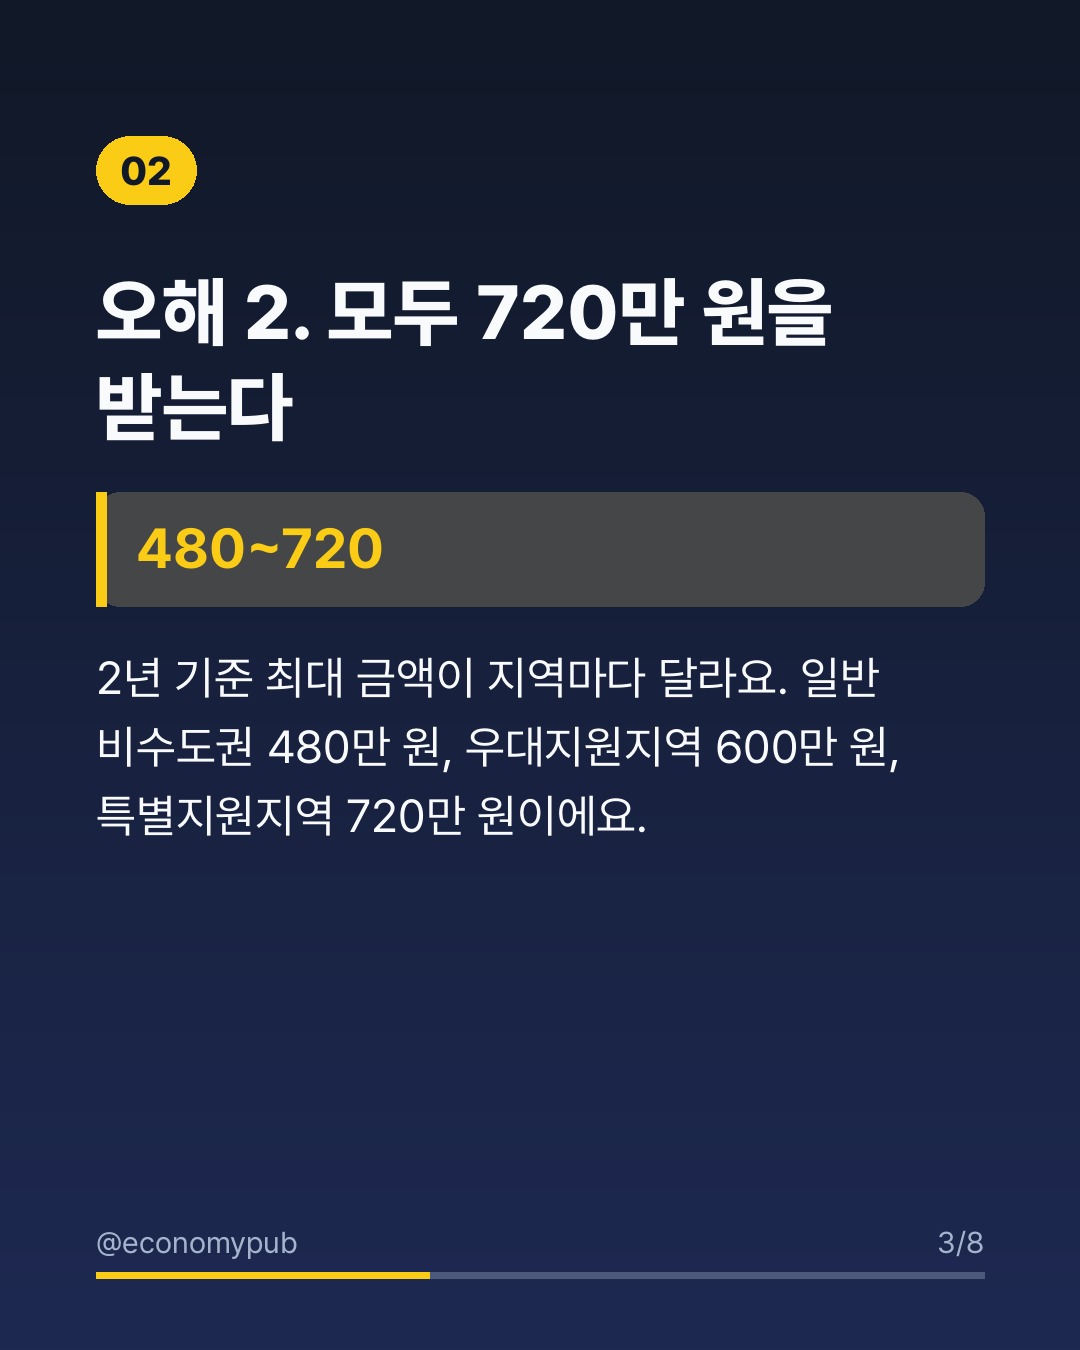 02
오해 2. 모두 720만 원을
받는다
480~720
2년 기준 최대 금액이 지역마다 달라요. 일반
비수도권 480만 원, 우대지원지역 600만 원,
특별지원지역 720만 원이에요.
@economypub
3/8